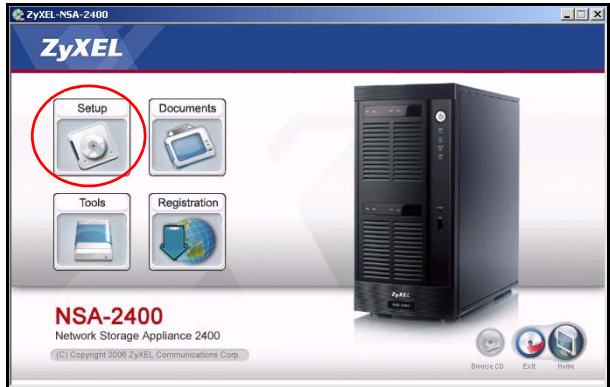 ZyXEL-NSA-2400
ZyXEL
Setup
Documents
Tools
Registration
ZyXEL
NSA-2400
Network Storage Appliance 2400
(C) Copyright 2006 ZyXEL Communications Corp.
Browse CD
Exit
Home